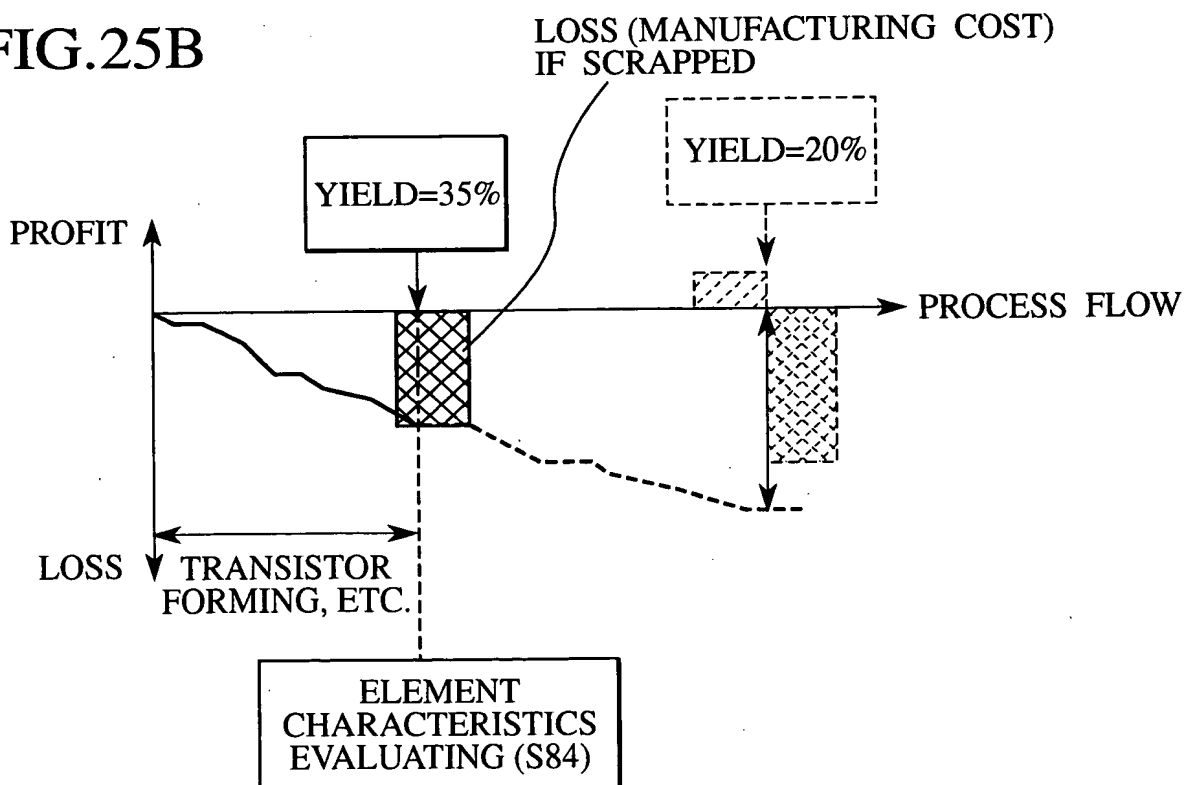 FIG.25B
LOSS (MANUFACTURING COST)
IF SCRAPPED
YIELD=35%
YIELD=20%
PROFIT
PROCESS FLOW
LOSS
TRANSISTOR
FORMING, ETC.
ELEMENT
CHARACTERISTICS
EVALUATING (S84)